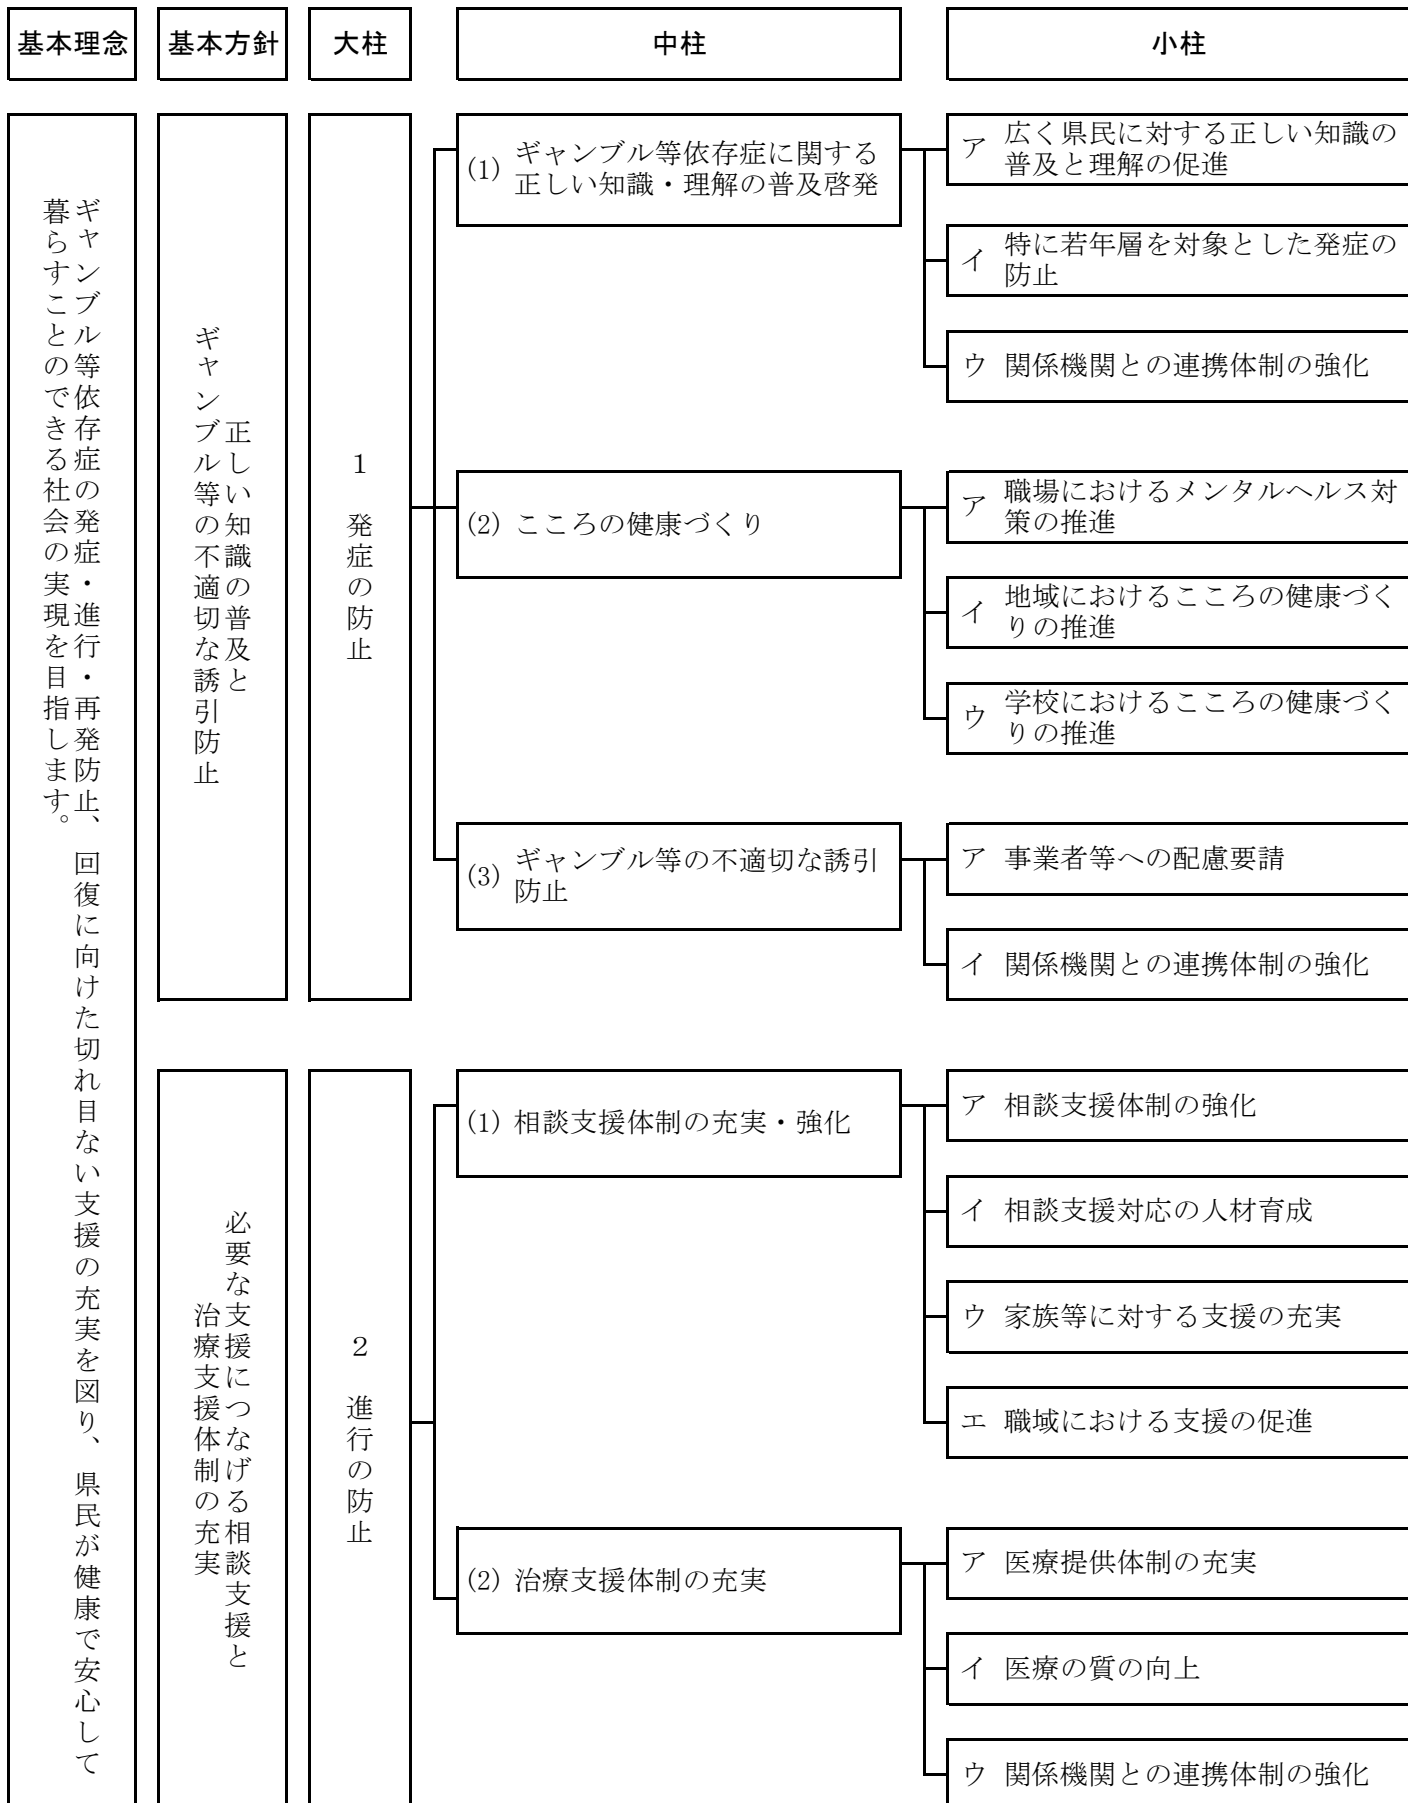 基本理念
基本方針
大柱
中柱
小柱
ギャンブル等依存症の発症・進行・再発防止、回復に向けた切れ目ない支援の充実を図り、県民が健康で安心して
暮らすことのできる社会の実現を目指します。
正しい知識の普及と
ギャンブル等の不適切な誘引防止
1 発症の防止
(1) ギャンブル等依存症に関する
正しい知識・理解の普及啓発
ア 広く県民に対する正しい知識の
普及と理解の促進
イ 特に若年層を対象とした発症の
防止
ウ 関係機関との連携体制の強化
(2) こころの健康づくり
ア 職場におけるメンタルヘルス対
策の推進
イ 地域におけるこころの健康づく
りの推進
ウ 学校におけるこころの健康づく
りの推進
(3) ギャンブル等の不適切な誘引
防止
ア 事業者等への配慮要請
イ 関係機関との連携体制の強化
必要な支援につなげる相談支援と
治療支援体制の充実
2 進行の防止
(1) 相談支援体制の充実・強化
ア 相談支援体制の強化
イ 相談支援対応の人材育成
ウ 家族等に対する支援の充実
エ 職域における支援の促進
(2) 治療支援体制の充実
ア 医療提供体制の充実
イ 医療の質の向上
ウ 関係機関との連携体制の強化